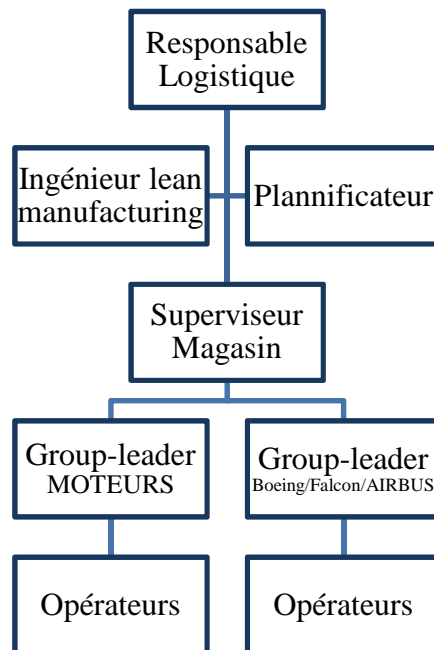 Responsable
Logistique
Ingénieur lean
manufacturing
Plannificateur
Superviseur
Magasin
Group-leader
MOTEURS
Group-leader
Boeing/Falcon/AIRBUS
Opérateurs
Opérateurs